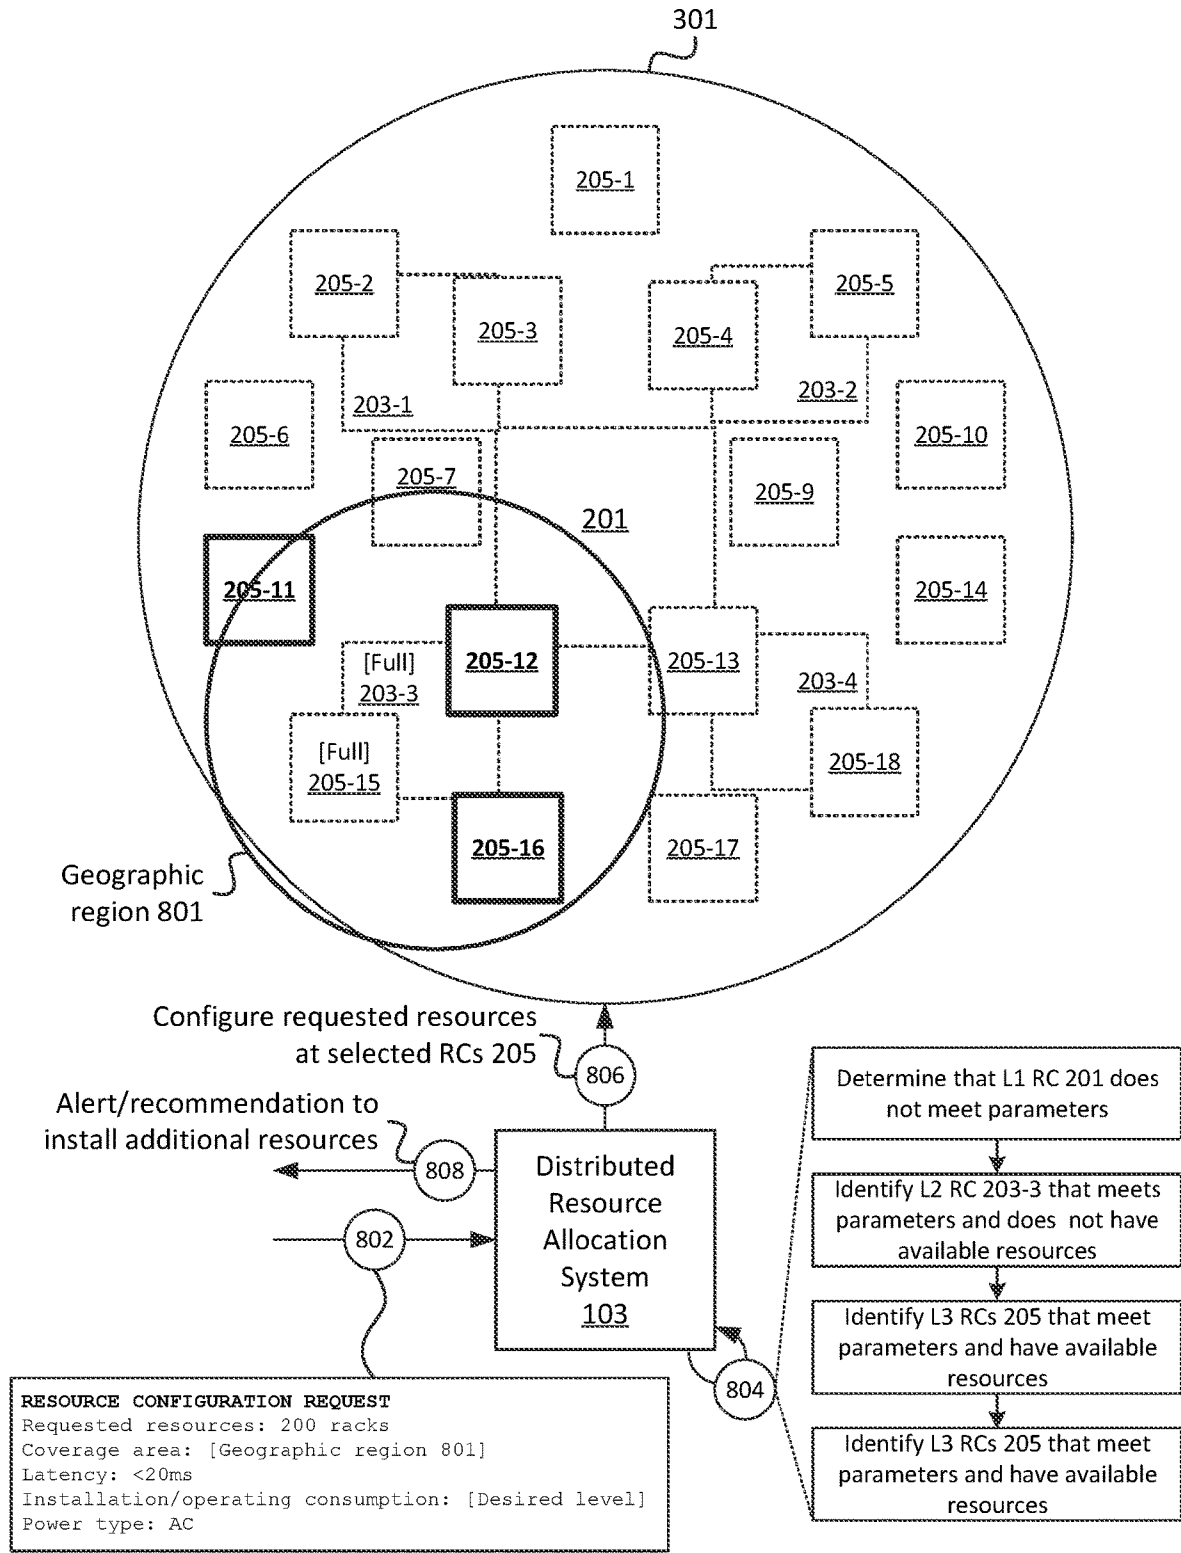 301
205-1
205-2
205-3
205-4
205-5
203-1
203-2
205-6
205-7
205-9
205-10
201
205-11
205-12
205-13
205-14
[Full]
203-3
203-4
[Full]
205-15
205-18
205-16
205-17
Geographic
region 801
Configure requested resources
at selected RCs 205
806
Alert/recommendation to
install additional resources
808
802
Distributed
Resource
Allocation
System
103
804
Determine that L1 RC 201 does
not meet parameters
Identify L2 RC 203-3 that meets
parameters and does not have
available resources
Identify L3 RCs 205 that meet
parameters and have available
resources
Identify L3 RCs 205 that meet
parameters and have available
resources
RESOURCE CONFIGURATION REQUEST
Requested resources: 200 racks
Coverage area: [Geographic region 801]
Latency: <20ms
Installation/operating consumption: [Desired level]
Power type: AC